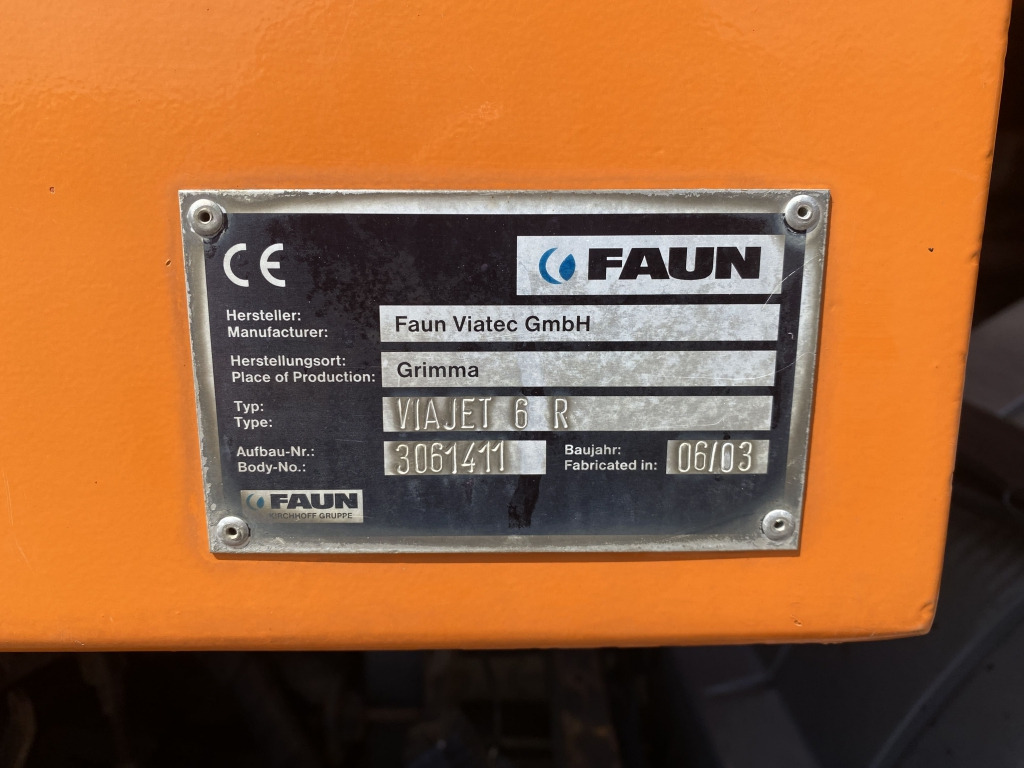 CE
FAUN
Hersteller:
Manufacturer:
Faun Viatec GmbH
Herstellungsort:
Place of Production:
Grimma
Typ:
Type:
VIAJET 6 R
Aufbau-Nr.:
Body-No.:
3061411
Baujahr:
Fabricated in:
06/03
FAUN
KIRCHHOFF GRUPPE